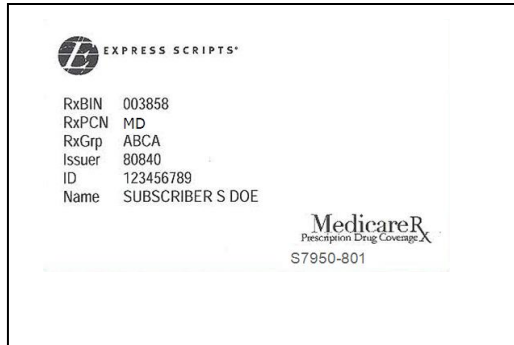 EXPRESS SCRIPTS®
RxBIN 003858
RxPCN MD
RxGrp ABCA
Issuer 80840
ID 123456789
Name SUBSCRIBER S DOE
MedicareRx
Prescription Drug Coverage
S7950-801